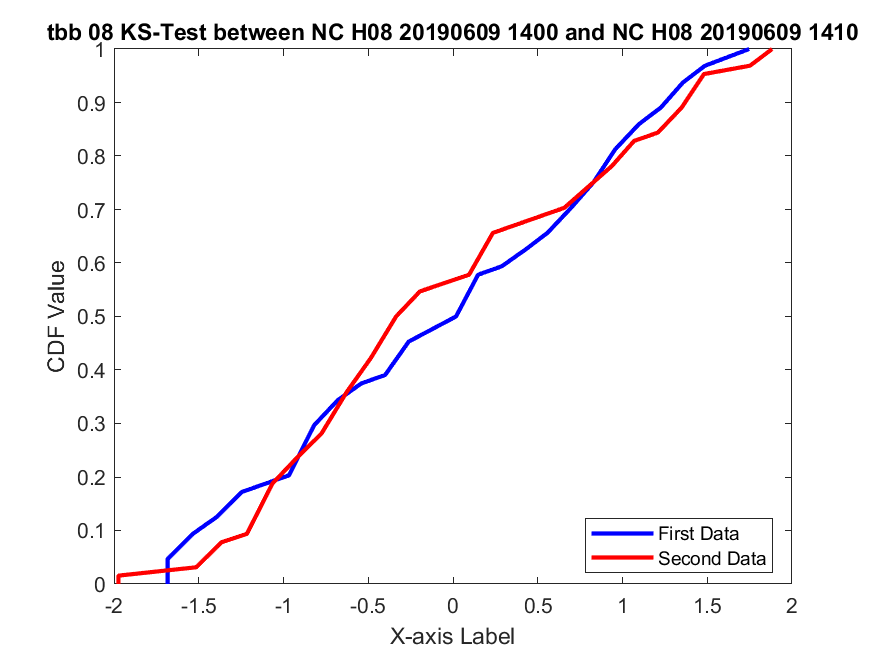 tbb 08 KS-Test between NC H08 20190609 1400 and NC H08 20190609 1410
1
0.9
0.8
0.7
0.6
0.5
0.4
0.3
0.2
0.1
0
CDF Value
First Data
Second Data
-2 -1.5 -1 -0.5 0 0.5 1 1.5 2
X-axis Label